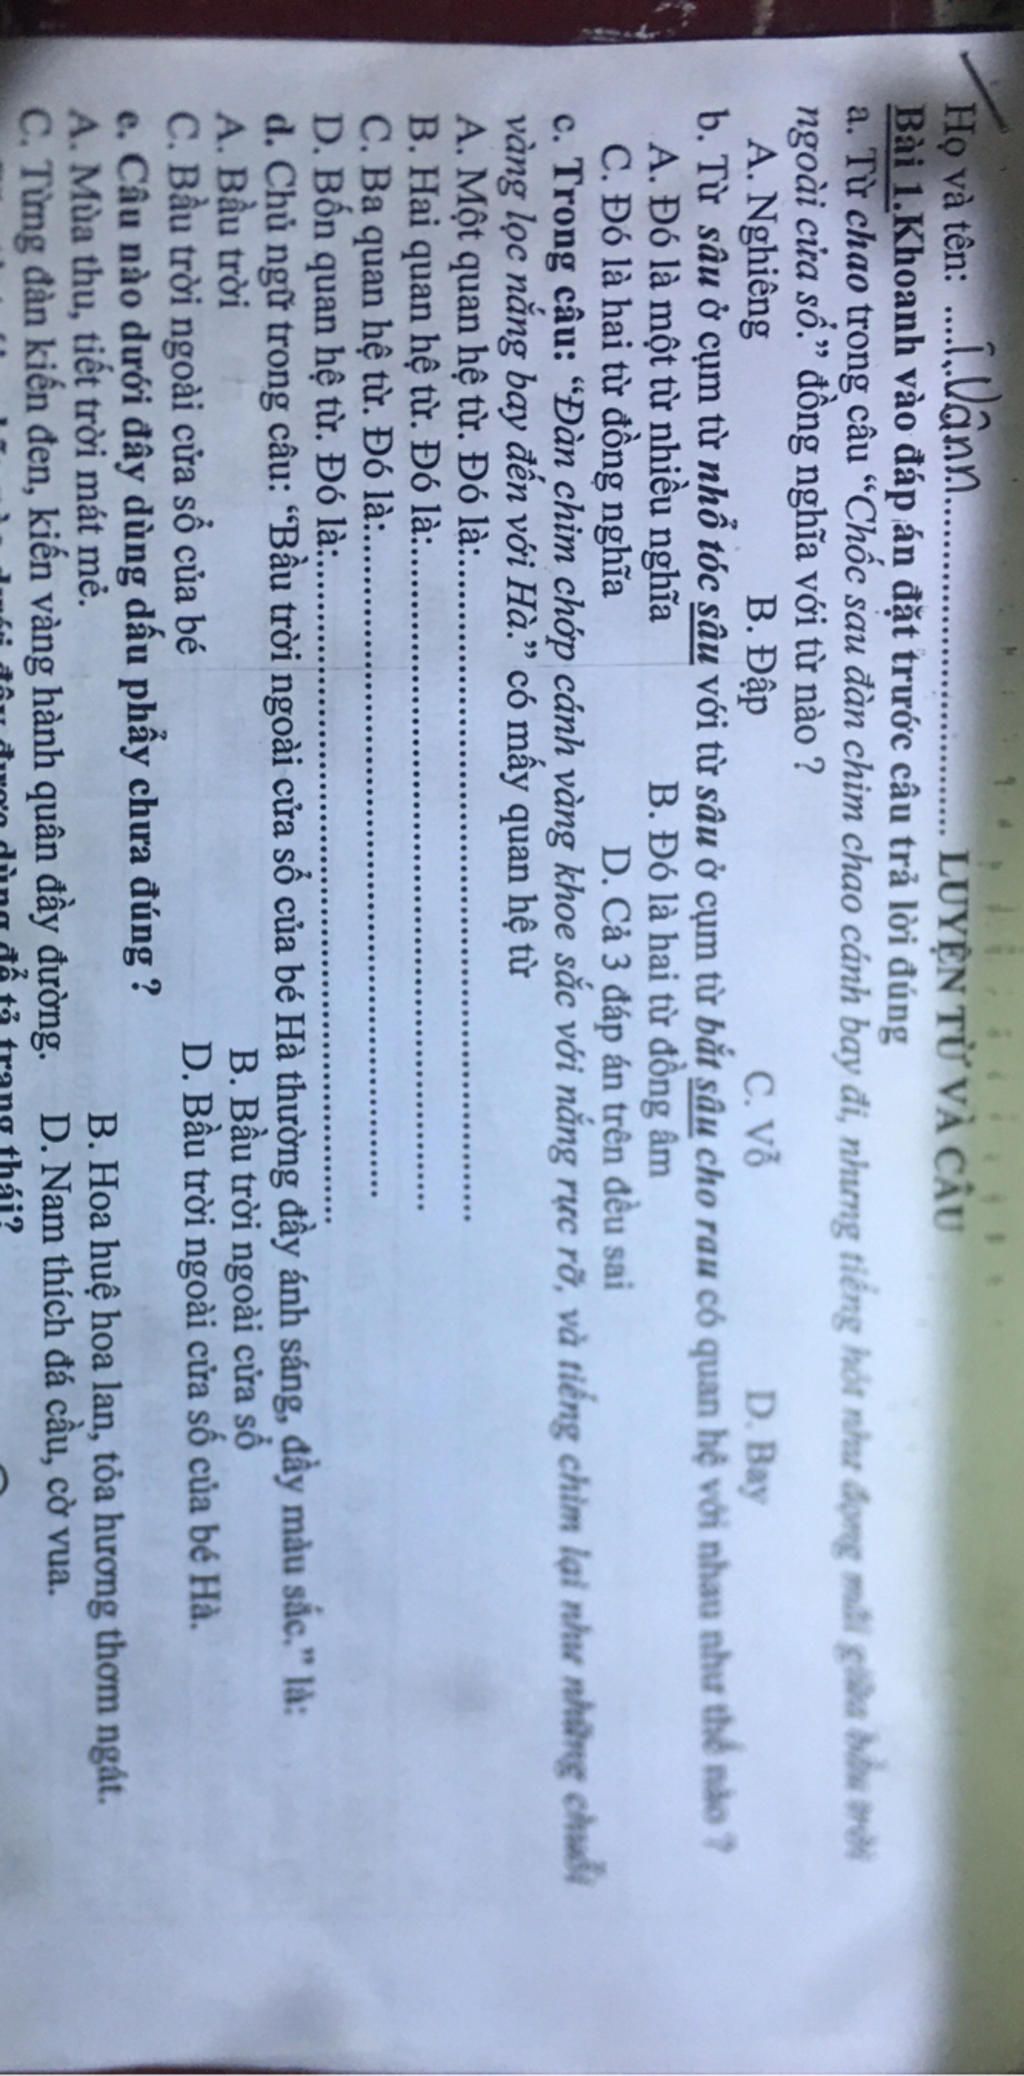 Họ và tên: ....Vân.............................. LUYỆN TỪ VÀ CÂU
Bài 1.Khoanh vào đáp án đặt trước câu trả lời đúng
a. Từ chao trong câu “Chốc sau đàn chim chao cánh bay đi, nhưng tiếng hót như đọng mãi giữa bầu trời
ngoài cửa sổ.” đồng nghĩa với từ nào ?
A. Nghiêng B. Đập C. Vỗ D. Bay
b. Từ sâu ở cụm từ nhổ tóc sâu với từ sâu ở cụm từ bắt sâu cho rau có quan hệ với nhau như thế nào ?
A. Đó là một từ nhiều nghĩa B. Đó là hai từ đồng âm
C. Đó là hai từ đồng nghĩa D. Cả 3 đáp án trên đều sai
c. Trong câu: “Đàn chim chớp cánh vàng khoe sắc với nắng rực rỡ, và tiếng chim lại như những chuỗi
vàng lọc nắng bay đến với Hà.” có mấy quan hệ từ
A. Một quan hệ từ. Đó là:............................................................
B. Hai quan hệ từ. Đó là:............................................................
C. Ba quan hệ từ. Đó là:............................................................
D. Bốn quan hệ từ. Đó là:............................................................
d. Chủ ngữ trong câu: “Bầu trời ngoài cửa sổ của bé Hà thường đầy ánh sáng, đầy màu sắc.” là:
A. Bầu trời B. Bầu trời ngoài cửa sổ
C. Bầu trời ngoài cửa sổ của bé D. Bầu trời ngoài cửa số của bé Hà.
e. Câu nào dưới đây dùng dấu phẩy chưa đúng ?
A. Mùa thu, tiết trời mát mẻ. B. Hoa huệ hoa lan, tỏa hương thơm ngát.
C. Từng đàn kiến đen, kiến vàng hành quân đầy đường. D. Nam thích đá cầu, cờ vua.
dưới đây được dùng để tả trạng thái?